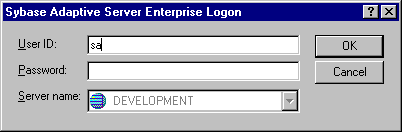 Sybase Adaptive Server Enterprise Logon
User ID: sa OK
Password: Cancel
Server name: DEVELOPMENT